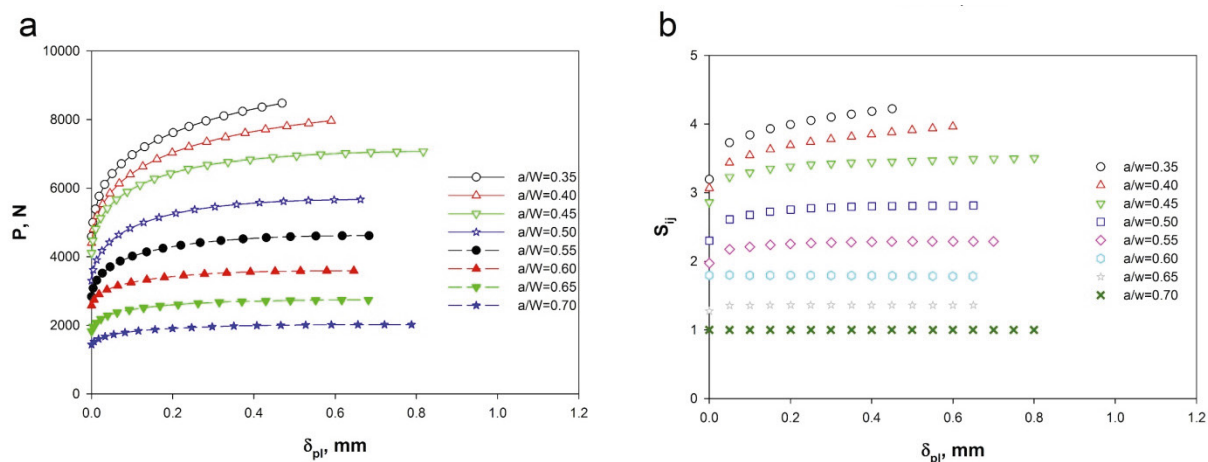 a
10000
8000
6000
4000
2000
0
P, N
0.0 0.2 0.4 0.6 0.8 1.0 1.2
δpl, mm
a/W=0.35
a/W=0.40
a/W=0.45
a/W=0.50
a/W=0.55
a/W=0.60
a/W=0.65
a/W=0.70
b
5
4
3
2
1
0
Sij
0.0 0.2 0.4 0.6 0.8 1.0 1.2
δpl, mm
a/w=0.35
a/w=0.40
a/w=0.45
a/w=0.50
a/w=0.55
a/w=0.60
a/w=0.65
a/w=0.70